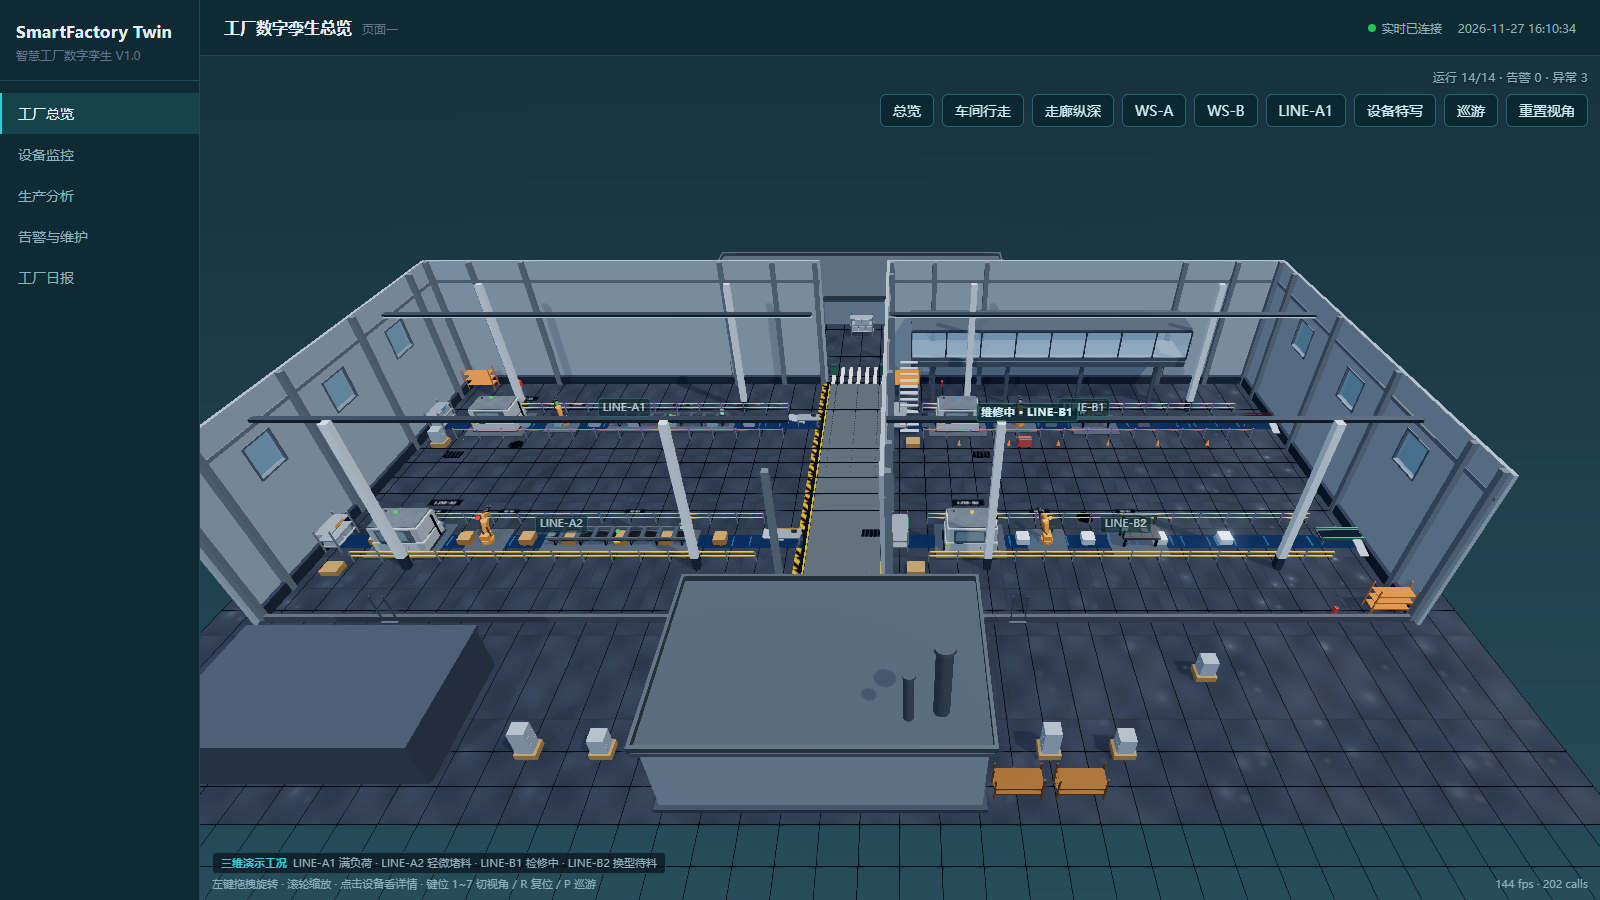 SmartFactory Twin
智慧工厂数字孪生 V1.0
工厂总览
设备监控
生产分析
告警与维护
工厂日报
工厂数字孪生总览 页面一
实时已连接 2026-11-27 16:10:34
运行 14/14 · 告警 0 · 异常 3
总览 车间行走 走廊纵深 WS-A WS-B LINE-A1 设备特写 巡游 重置视角
LINE-A1
维修中 · LINE-B1
LINE-A2
LINE-B2
三维演示工况 LINE-A1 满负荷 · LINE-A2 轻微堵料 · LINE-B1 检修中 · LINE-B2 换型待料
左键拖拽旋转 · 滚轮缩放 · 点击设备看详情 · 键位 1~7 切视角 / R 复位 / P 巡游
144 fps · 202 calls